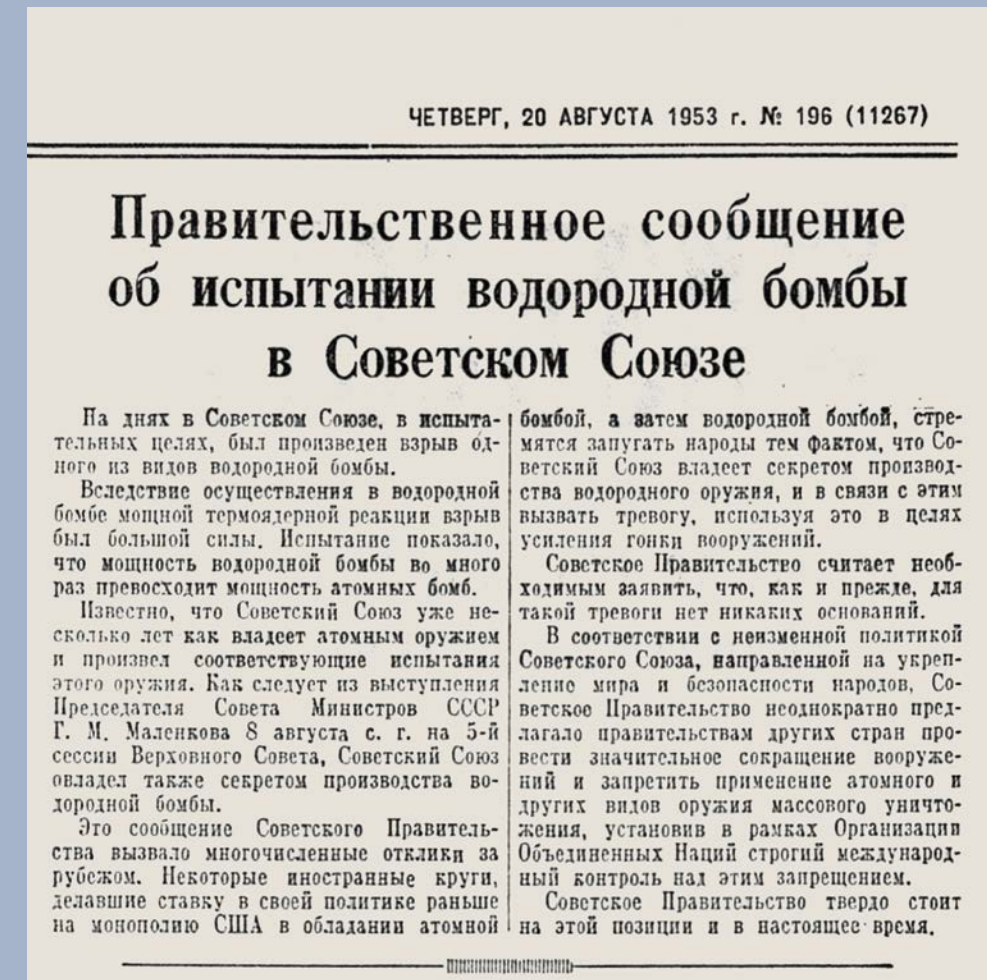 ЧЕТВЕРГ, 20 АВГУСТА 1953 г. № 196 (11267)
Правительственное сообщение
об испытании водородной бомбы
в Советском Союзе
На днях в Советском Союзе, в испыта-
тельных целях, был произведен взрыв од-
ного из видов водородной бомбы.
Вследствие осуществления в водородной
бомбе мощной термоядерной реакции взрыв
был большой силы. Испытание показало,
что мощность водородной бомбы во много
раз превосходит мощность атомных бомб.
Известно, что Советский Союз уже не-
сколько лет как владеет атомным оружием
и произвел соответствующие испытания
этого оружия. Как следует из выступления
Председателя Совета Министров СССР
Г. М. Маленкова 8 августа с. г. на 5-й
сессии Верховного Совета, Советский Союз
овладел также секретом производства во-
дородной бомбы.
Это сообщение Советского Правитель-
ства вызвало многочисленные отклики за
рубежом. Некоторые иностранные круги,
делавшие ставку в своей политике раньше
на монополию США в обладании атомной
бомбой, а затем водородной бомбой, стре-
мятся запугать народы тем фактом, что Со-
ветский Союз владеет секретом производ-
ства водородного оружия, и в связи с этим
вызвать тревогу, используя это в целях
усиления гонки вооружений.
Советское Правительство считает необ-
ходимым заявить, что, как и прежде, для
такой тревоги нет никаких оснований.
В соответствии с неизменной политикой
Советского Союза, направленной на укреп-
ление мира и безопасности народов, Со-
ветское Правительство неоднократно пред-
лагало правительствам других стран про-
вести значительное сокращение вооруже-
ний и запретить применение атомного и
других видов оружия массового уничто-
жения, установив в рамках Организации
Объединенных Наций строгий международ-
ный контроль над этим запрещением.
Советское Правительство твердо стоит
на этой позиции и в настоящее время.